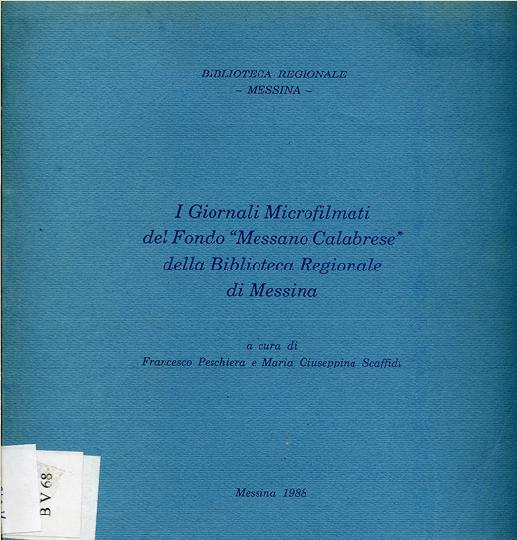 BIBLIOTECA REGIONALE
– MESSINA –
I Giornali Microfilmati
del Fondo “Messano Calabrese”
della Biblioteca Regionale
di Messina
a cura di
Francesco Peschiera e Maria Giuseppina Scaffidi
Messina 1988
B V 68